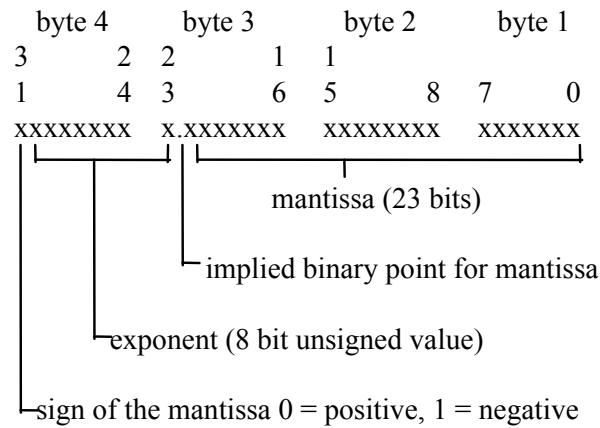 byte 4 byte 3 byte 2 byte 1
3 2 2 1 1
1 4 3 6 5 8 7 0
xxxxxxxx x.xxxxxxx xxxxxxxx xxxxxxx
mantissa (23 bits)
implied binary point for mantissa
exponent (8 bit unsigned value)
sign of the mantissa 0 = positive, 1 = negative